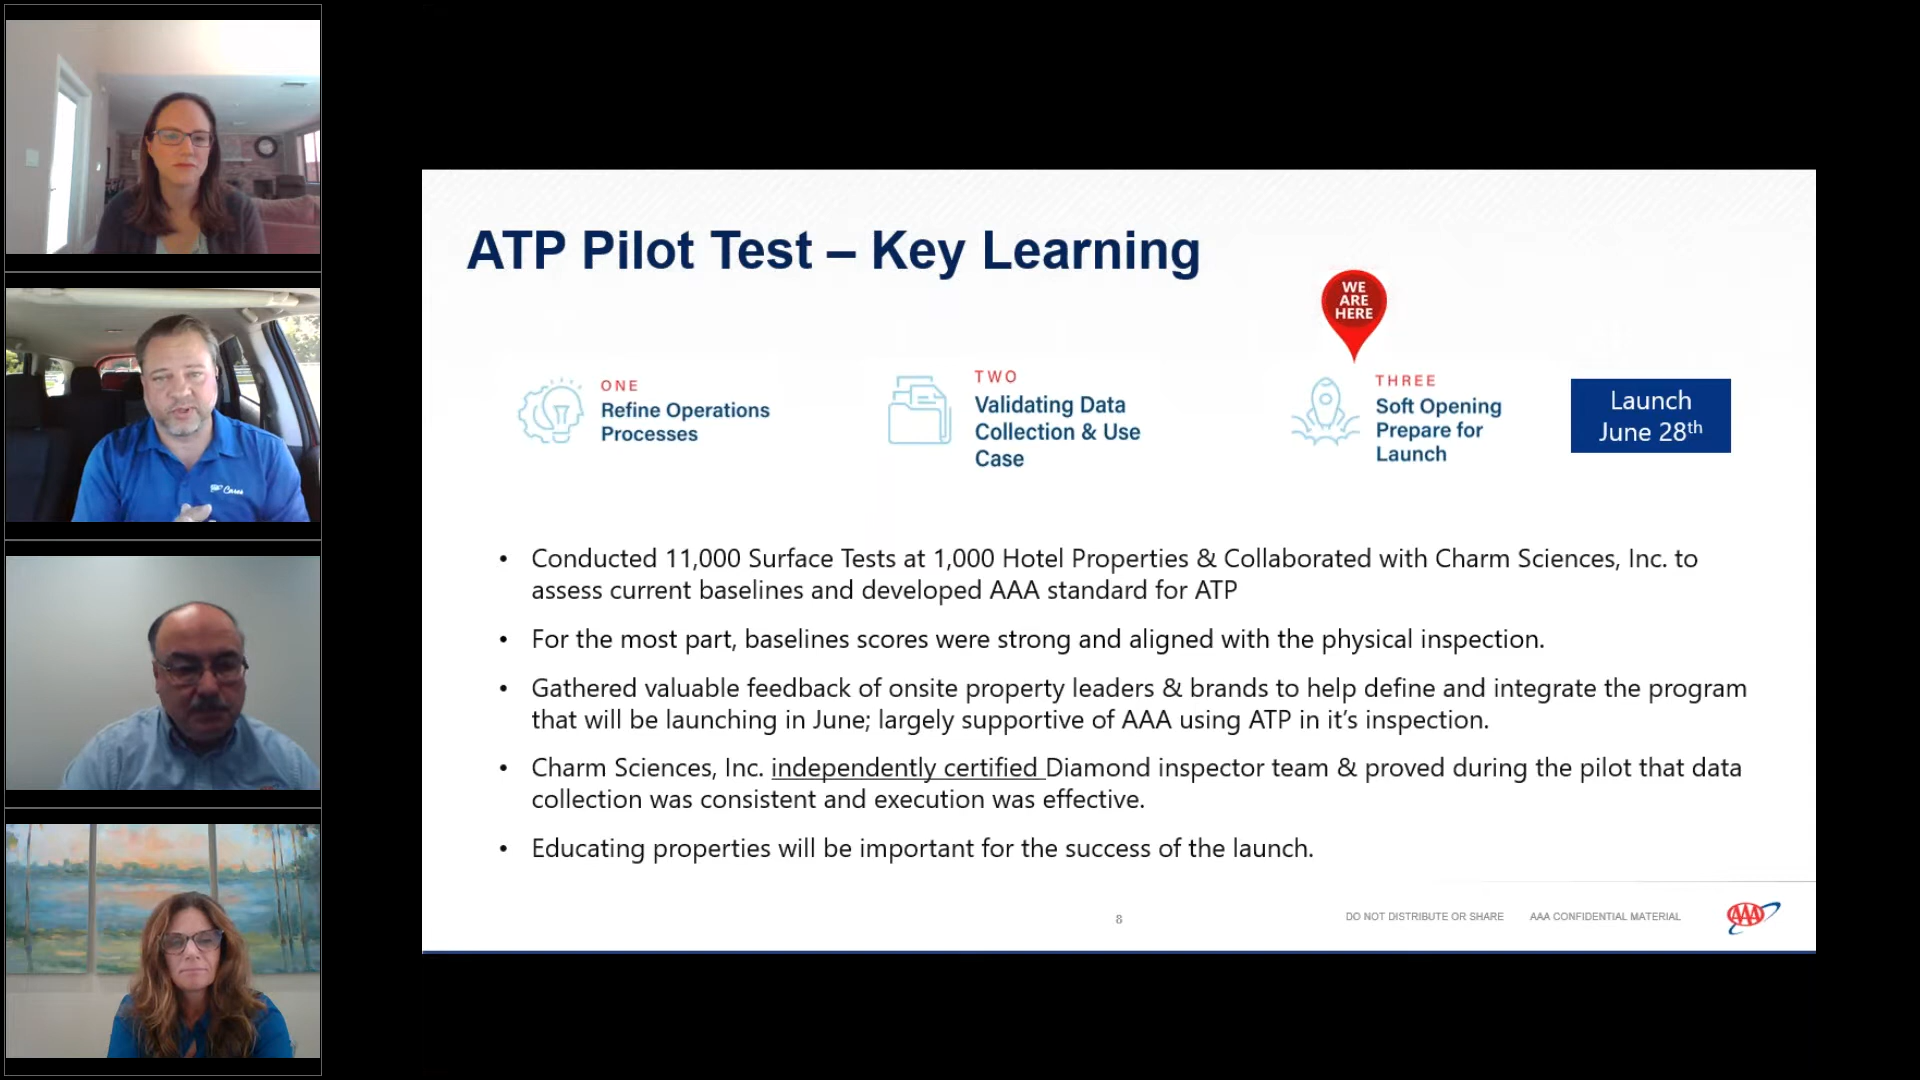 ATP Pilot Test – Key Learning
WE
ARE
HERE
ONE
Refine Operations
Processes
TWO
Validating Data
Collection & Use
Case
THREE
Soft Opening
Prepare for
Launch
Launch
June 28th
• Conducted 11,000 Surface Tests at 1,000 Hotel Properties & Collaborated with Charm Sciences, Inc. to
assess current baselines and developed AAA standard for ATP
• For the most part, baselines scores were strong and aligned with the physical inspection.
• Gathered valuable feedback of onsite property leaders & brands to help define and integrate the program
that will be launching in June; largely supportive of AAA using ATP in it’s inspection.
• Charm Sciences, Inc. independently certified Diamond inspector team & proved during the pilot that data
collection was consistent and execution was effective.
• Educating properties will be important for the success of the launch.
8
DO NOT DISTRIBUTE OR SHARE
AAA CONFIDENTIAL MATERIAL
AAA
Cares